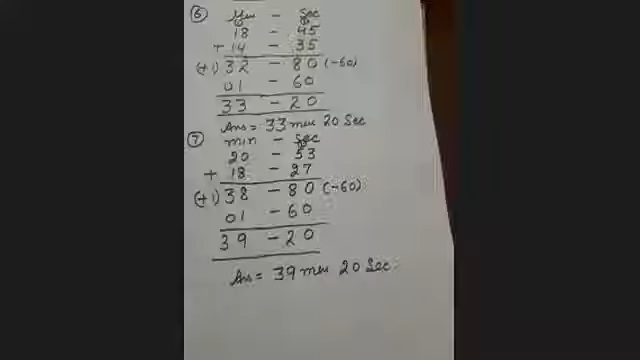 ⑥ Min - Sec
18 - 45
+ 14 - 35
(+1) 32 - 80 (-60)
01 - 60
33 - 20
Ans = 33 min 20 Sec
⑦ min - Sec
20 - 53
+ 18 - 27
(+1) 38 - 80 (-60)
01 - 60
39 - 20
Ans = 39 min 20 Sec.